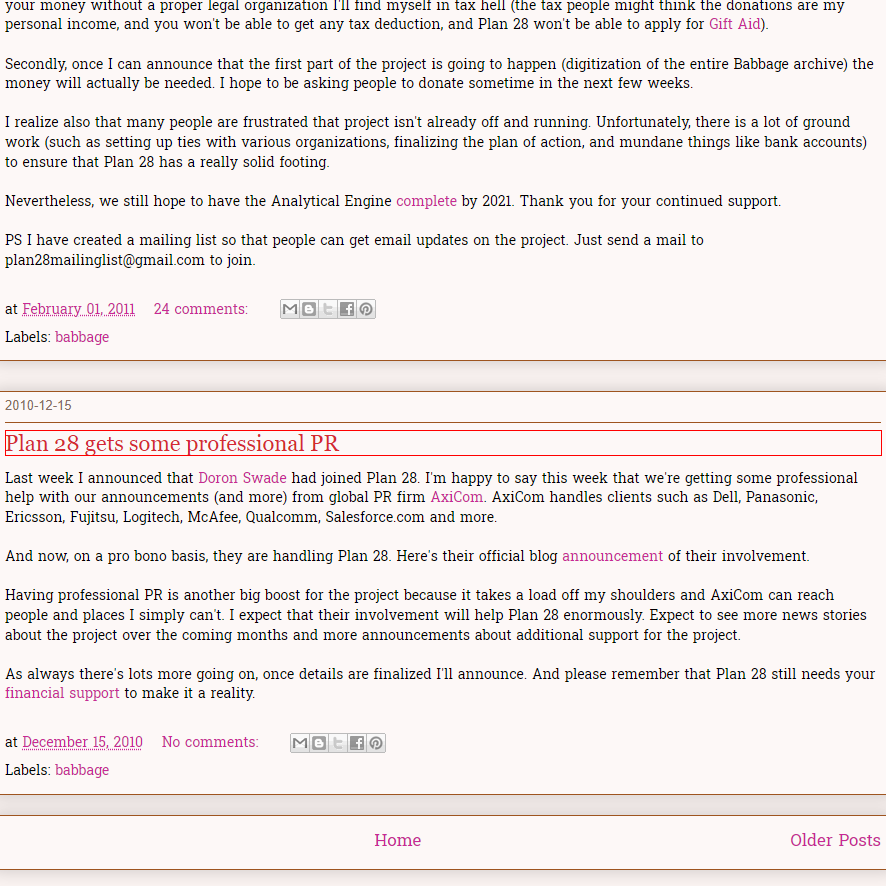 your money without a proper legal organization I'll find myself in tax hell (the tax people might think the donations are my
personal income, and you won't be able to get any tax deduction, and Plan 28 won't be able to apply for Gift Aid).
Secondly, once I can announce that the first part of the project is going to happen (digitization of the entire Babbage archive) the
money will actually be needed. I hope to be asking people to donate sometime in the next few weeks.
I realize also that many people are frustrated that project isn't already off and running. Unfortunately, there is a lot of ground
work (such as setting up ties with various organizations, finalizing the plan of action, and mundane things like bank accounts)
to ensure that Plan 28 has a really solid footing.
Nevertheless, we still hope to have the Analytical Engine complete by 2021. Thank you for your continued support.
PS I have created a mailing list so that people can get email updates on the project. Just send a mail to
plan28mailinglist@gmail.com to join.
at February 01, 2011 24 comments:
Labels: babbage
2010-12-15
Plan 28 gets some professional PR
Last week I announced that Doron Swade had joined Plan 28. I'm happy to say this week that we're getting some professional
help with our announcements (and more) from global PR firm AxiCom. AxiCom handles clients such as Dell, Panasonic,
Ericsson, Fujitsu, Logitech, McAfee, Qualcomm, Salesforce.com and more.
And now, on a pro bono basis, they are handling Plan 28. Here's their official blog announcement of their involvement.
Having professional PR is another big boost for the project because it takes a load off my shoulders and AxiCom can reach
people and places I simply can't. I expect that their involvement will help Plan 28 enormously. Expect to see more news stories
about the project over the coming months and more announcements about additional support for the project.
As always there's lots more going on, once details are finalized I'll announce. And please remember that Plan 28 still needs your
financial support to make it a reality.
at December 15, 2010 No comments:
Labels: babbage
Home Older Posts